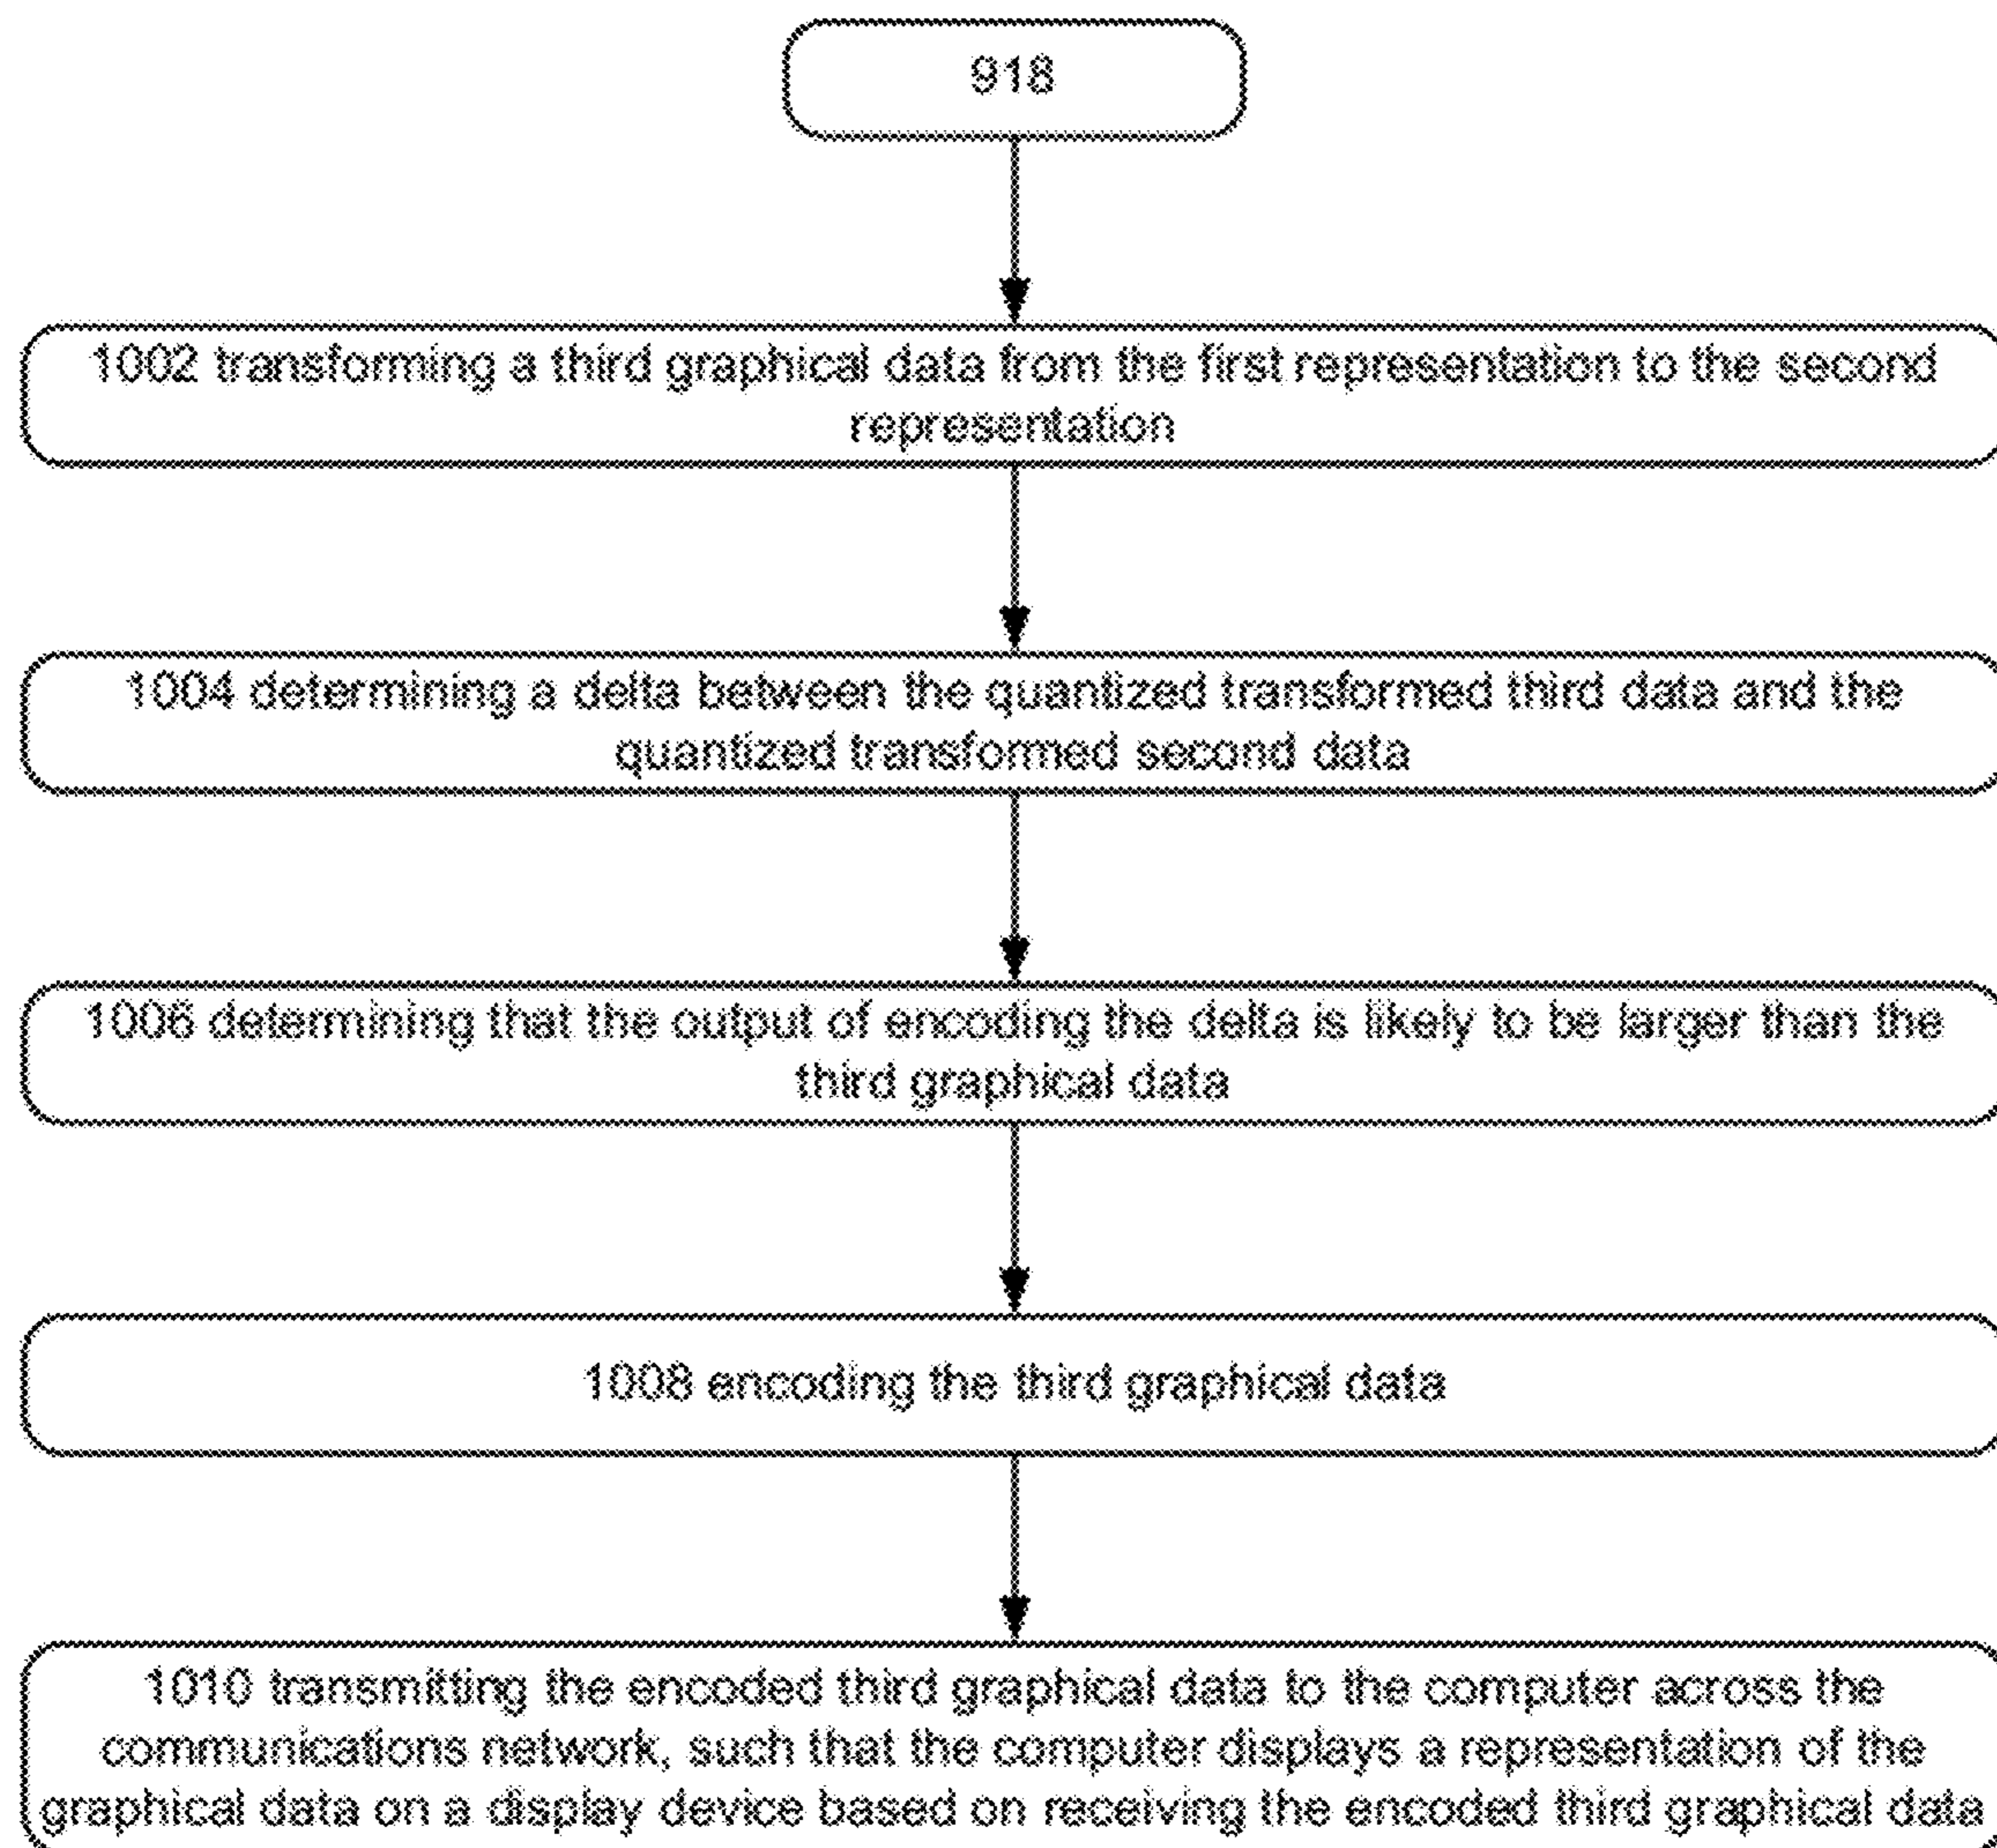 918
1002 transforming a third graphical data from the first representation to the second
representation
1004 determining a delta between the quantized transformed third data and the
quantized transformed second data
1006 determining that the output of encoding the delta is likely to be larger than the
third graphical data
1008 encoding the third graphical data
1010 transmitting the encoded third graphical data to the computer across the
communications network, such that the computer displays a representation of the
graphical data on a display device based on receiving the encoded third graphical data